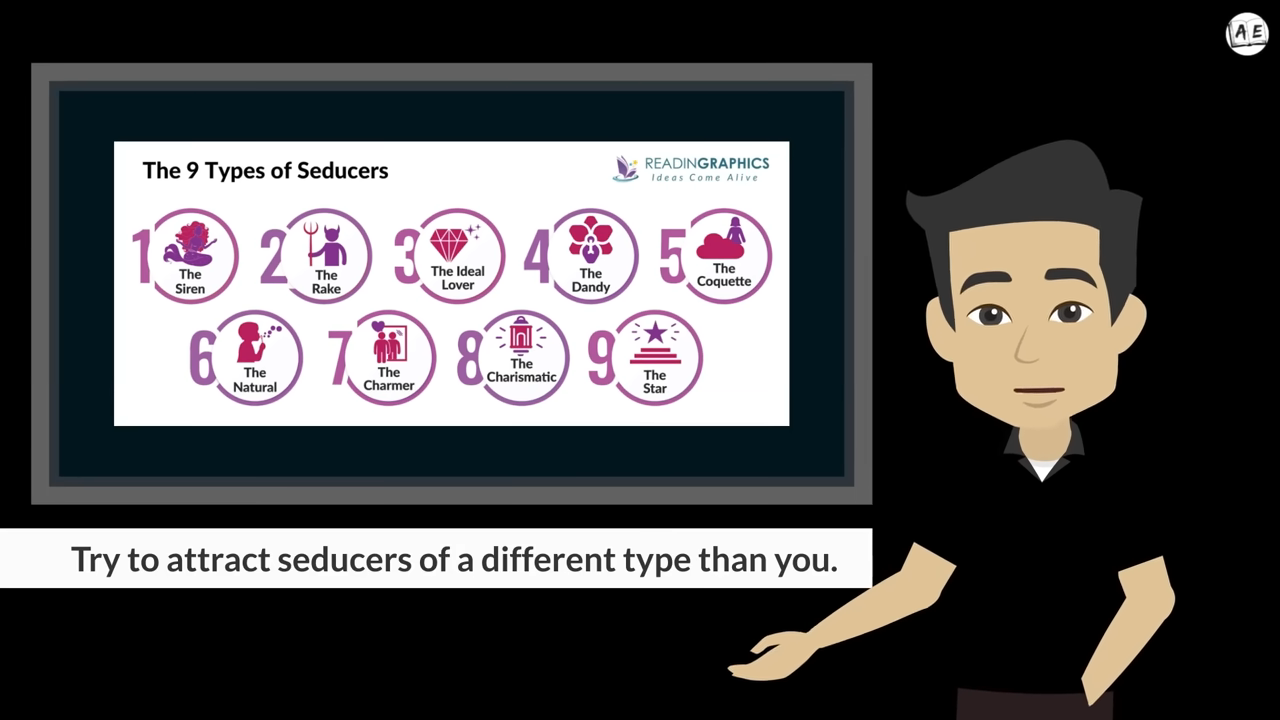 A E
The 9 Types of Seducers
READINGRAPHICS
Ideas Come Alive
1
The
Siren
2
The
Rake
3
The Ideal
Lover
4
The
Dandy
5
The
Coquette
6
The
Natural
7
The
Charmer
8
The
Charismatic
9
The
Star
Try to attract seducers of a different type than you.